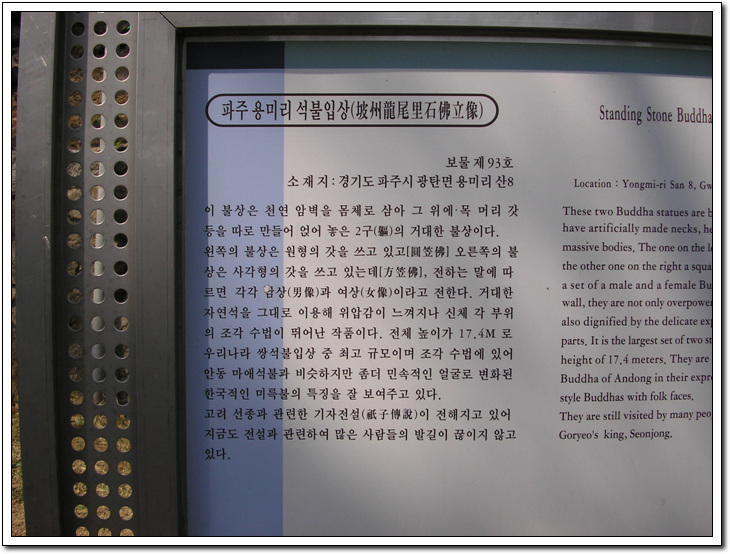 파주 용미리 석불입상(坡州龍尾里石佛立像)
보물 제 93호
소 재 지 : 경기도 파주시 광탄면 용미리 산8
이 불상은 천연 암벽을 몸체로 삼아 그 위에 목 머리 갓
등을 따로 만들어 얹어 놓은 2구(軀)의 거대한 불상이다.
왼쪽의 불상은 원형의 갓을 쓰고 있고[圓笠佛] 오른쪽의 불
상은 사각형의 갓을 쓰고 있는데[方笠佛], 전하는 말에 따
르면 각각 남상(男像)과 여상(女像)이라고 전한다. 거대한
자연석을 그대로 이용해 위압감이 느껴지나 신체 각 부위
의 조각 수법이 뛰어난 작품이다. 전체 높이가 17.4M 로
우리나라 쌍석불입상 중 최고 규모이며 조각 수법에 있어
안동 마애석불과 비슷하지만 좀더 민속적인 얼굴로 변화된
한국적인 미륵불의 특징을 잘 보여주고 있다.
고려 선종과 관련한 기자전설(祇子傳說)이 전해지고 있어
지금도 전설과 관련하여 많은 사람들의 발길이 끊이지 않고
있다.
Standing Stone Buddha
Location : Yongmi-ri San 8, Gw
These two Buddha statues are b
have artificially made necks, he
massive bodies. The one on the le
the other one on the right a squa
a set of a male and a female Bu
wall, they are not only overpower
also dignified by the delicate exp
parts. It is the largest set of two st
height of 17.4 meters. They are
Buddha of Andong in their expre
style Buddhas with folk faces.
They are still visited by many peo
Goryeo's king, Seonjong.